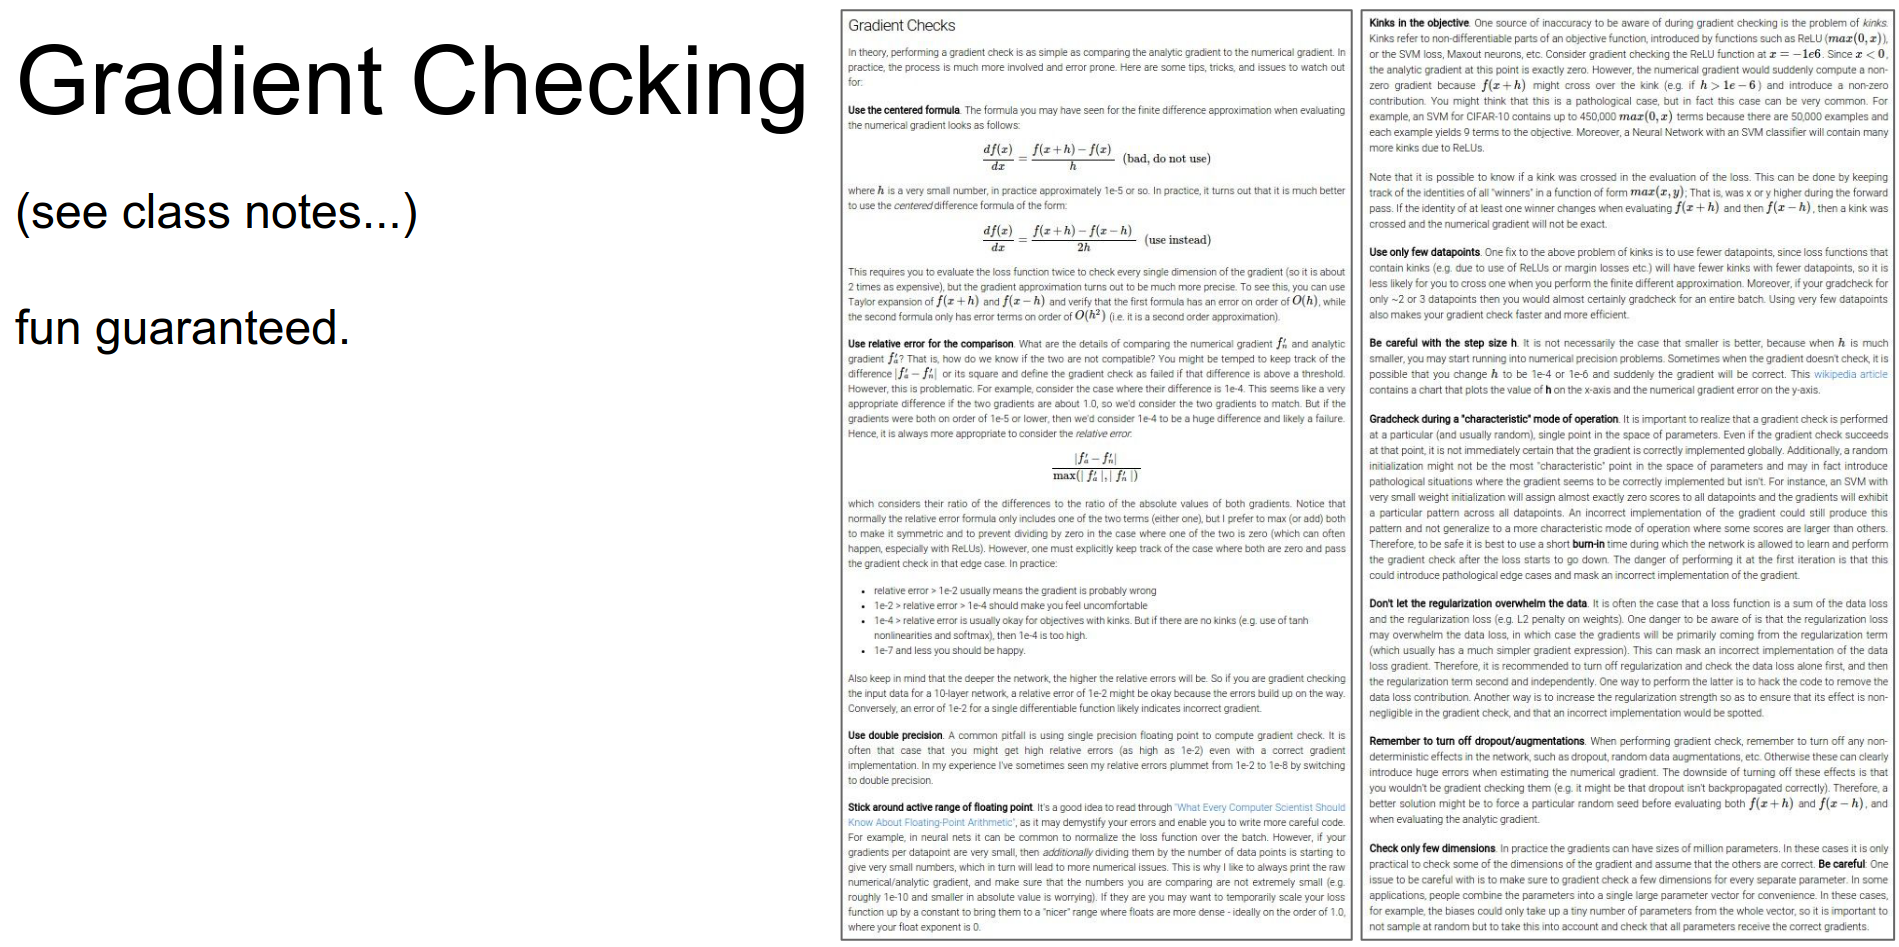 Gradient Checking
(see class notes...)
fun guaranteed.
Gradient Checks
In theory, performing a gradient check is as simple as comparing the analytic gradient to the numerical gradient. In
practice, the process is much more involved and error prone. Here are some tips, tricks, and issues to watch out
for:
Use the centered formula. The formula you may have seen for the finite difference approximation when evaluating
the numerical gradient looks as follows:
df(x)/dx = f(x + h) − f(x)/h (bad, do not use)
where h is a very small number, in practice approximately 1e-5 or so. In practice, it turns out that it is much better
to use the centered difference formula of the form:
df(x)/dx = f(x + h) − f(x − h)/2h (use instead)
This requires you to evaluate the loss function twice to check every single dimension of the gradient (so it is about
2 times as expensive), but the gradient approximation turns out to be much more precise. To see this, you can use
Taylor expansion of f(x + h) and f(x − h) and verify that the first formula has an error on order of O(h), while
the second formula only has error terms on order of O(h²) (i.e. it is a second order approximation).
Use relative error for the comparison. What are the details of comparing the numerical gradient f′ₙ and analytic
gradient f′ₐ? That is, how do we know if the two are not compatible? You might be temped to keep track of the
difference |f′ₐ − f′ₙ| or its square and define the gradient check as failed if that difference is above a threshold.
However, this is problematic. For example, consider the case where their difference is 1e-4. This seems like a very
appropriate difference if the two gradients are about 1.0, so we'd consider the two gradients to match. But if the
gradients were both on order of 1e-5 or lower, then we'd consider 1e-4 to be a huge difference and likely a failure.
Hence, it is always more appropriate to consider the relative error:
|f′ₐ − f′ₙ|
max(| f′ₐ |, | f′ₙ |)
which considers their ratio of the differences to the ratio of the absolute values of both gradients. Notice that
normally the relative error formula only includes one of the two terms (either one), but I prefer to max (or add) both
to make it symmetric and to prevent dividing by zero in the case where one of the two is zero (which can often
happen, especially with ReLUs). However, one must explicitly keep track of the case where both are zero and pass
the gradient check in that edge case. In practice:
• relative error > 1e-2 usually means the gradient is probably wrong
• 1e-2 > relative error > 1e-4 should make you feel uncomfortable
• 1e-4 > relative error is usually okay for objectives with kinks. But if there are no kinks (e.g. use of tanh
nonlinearities and softmax), then 1e-4 is too high.
• 1e-7 and less you should be happy.
Also keep in mind that the deeper the network, the higher the relative errors will be. So if you are gradient checking
the input data for a 10-layer network, a relative error of 1e-2 might be okay because the errors build up on the way.
Conversely, an error of 1e-2 for a single differentiable function likely indicates incorrect gradient.
Use double precision. A common pitfall is using single precision floating point to compute gradient check. It is
often that case that you might get high relative errors (as high as 1e-2) even with a correct gradient
implementation. In my experience I've sometimes seen my relative errors plummet from 1e-2 to 1e-8 by switching
to double precision.
Stick around active range of floating point. It's a good idea to read through "What Every Computer Scientist Should
Know About Floating-Point Arithmetic", as it may demystify your errors and enable you to write more careful code.
For example, in neural nets it can be common to normalize the loss function over the batch. However, if your
gradients per datapoint are very small, then additionally dividing them by the number of data points is starting to
give very small numbers, which in turn will lead to more numerical issues. This is why I like to always print the raw
numerical/analytic gradient, and make sure that the numbers you are comparing are not extremely small (e.g.
roughly 1e-10 and smaller in absolute value is worrying). If they are you may want to temporarily scale your loss
function up by a constant to bring them to a "nicer" range where floats are more dense - ideally on the order of 1.0,
where your float exponent is 0.
Kinks in the objective. One source of inaccuracy to be aware of during gradient checking is the problem of kinks.
Kinks refer to non-differentiable parts of an objective function, introduced by functions such as ReLU (max(0, x)),
or the SVM loss, Maxout neurons, etc. Consider gradient checking the ReLU function at x = −1e6. Since x < 0,
the analytic gradient at this point is exactly zero. However, the numerical gradient would suddenly compute a non-
zero gradient because f(x + h) might cross over the kink (e.g. if h > 1e − 6) and introduce a non-zero
contribution. You might think that this is a pathological case, but in fact this case can be very common. For
example, an SVM for CIFAR-10 contains up to 450,000 max(0, x) terms because there are 50,000 examples and
each example yields 9 terms to the objective. Moreover, a Neural Network with an SVM classifier will contain many
more kinks due to ReLUs.
Note that it is possible to know if a kink was crossed in the evaluation of the loss. This can be done by keeping
track of the identities of all "winners" in a function of form max(x, y); That is, was x or y higher during the forward
pass. If the identity of at least one winner changes when evaluating f(x + h) and then f(x − h), then a kink was
crossed and the numerical gradient will not be exact.
Use only few datapoints. One fix to the above problem of kinks is to use fewer datapoints, since loss functions that
contain kinks (e.g. due to use of ReLUs or margin losses etc.) will have fewer kinks with fewer datapoints, so it is
less likely for you to cross one when you perform the finite different approximation. Moreover, if your gradcheck for
only ~2 or 3 datapoints then you would almost certainly gradcheck for an entire batch. Using very few datapoints
also makes your gradient check faster and more efficient.
Be careful with the step size h. It is not necessarily the case that smaller is better, because when h is much
smaller, you may start running into numerical precision problems. Sometimes when the gradient doesn't check, it is
possible that you change h to be 1e-4 or 1e-6 and suddenly the gradient will be correct. This wikipedia article
contains a chart that plots the value of h on the x-axis and the numerical gradient error on the y-axis.
Gradcheck during a "characteristic" mode of operation. It is important to realize that a gradient check is performed
at a particular (and usually random), single point in the space of parameters. Even if the gradient check succeeds
at that point, it is not immediately certain that the gradient is correctly implemented globally. Additionally, a random
initialization might not be the most "characteristic" point in the space of parameters and may in fact introduce
pathological situations where the gradient seems to be correctly implemented but isn't. For instance, an SVM with
very small weight initialization will assign almost exactly zero scores to all datapoints and the gradients will exhibit
a particular pattern across all datapoints. An incorrect implementation of the gradient could still produce this
pattern and not generalize to a more characteristic mode of operation where some scores are larger than others.
Therefore, to be safe it is best to use a short burn-in time during which the network is allowed to learn and perform
the gradient check after the loss starts to go down. The danger of performing it at the first iteration is that this
could introduce pathological edge cases and mask an incorrect implementation of the gradient.
Don't let the regularization overwhelm the data. It is often the case that a loss function is a sum of the data loss
and the regularization loss (e.g. L2 penalty on weights). One danger to be aware of is that the regularization loss
may overwhelm the data loss, in which case the gradients will be primarily coming from the regularization term
(which usually has a much simpler gradient expression). This can mask an incorrect implementation of the data
loss gradient. Therefore, it is recommended to turn off regularization and check the data loss alone first, and then
the regularization term second and independently. One way to perform the latter is to hack the code to remove the
data loss contribution. Another way is to increase the regularization strength so as to ensure that its effect is non-
negligible in the gradient check, and that an incorrect implementation would be spotted.
Remember to turn off dropout/augmentations. When performing gradient check, remember to turn off any non-
deterministic effects in the network, such as dropout, random data augmentations, etc. Otherwise these can clearly
introduce huge errors when estimating the numerical gradient. The downside of turning off these effects is that
you wouldn't be gradient checking them (e.g. it might be that dropout isn't backpropagated correctly). Therefore, a
better solution might be to force a particular random seed before evaluating both f(x + h) and f(x − h), and
when evaluating the analytic gradient.
Check only few dimensions. In practice the gradients can have sizes of million parameters. In these cases it is only
practical to check some of the dimensions of the gradient and assume that the others are correct. Be careful: One
issue to be careful with is to make sure to gradient check a few dimensions for every separate parameter. In some
applications, people combine the parameters into a single large parameter vector for convenience. In these cases,
for example, the biases could only take up a tiny number of parameters from the whole vector, so it is important to
not sample at random but to take this into account and check that all parameters receive the correct gradients.